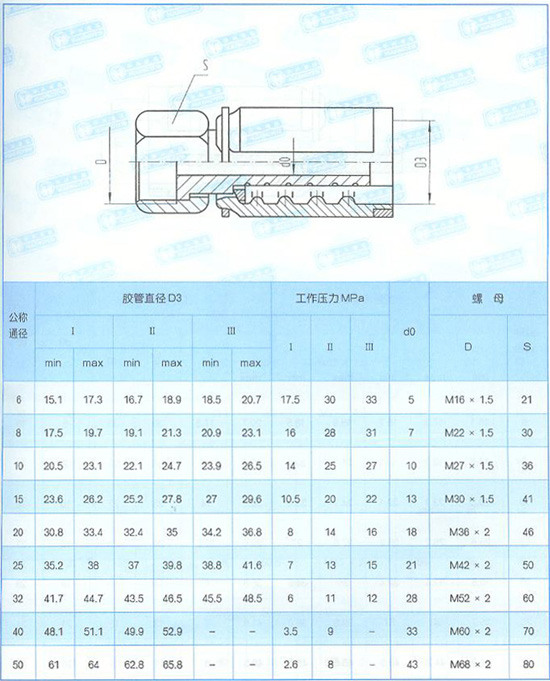 S
D
d0
D3
公称通径 胶管直径 D3 工作压力 MPa d0 螺 母
I II III I II III D S
min max min max min max
6 15.1 17.3 16.7 18.9 18.5 20.7 17.5 30 33 5 M16 × 1.5 21
8 17.5 19.7 19.1 21.3 20.9 23.1 16 28 31 7 M22 × 1.5 30
10 20.5 23.1 22.1 24.7 23.9 26.5 14 25 27 10 M27 × 1.5 36
15 23.6 26.2 25.2 27.8 27 29.6 10.5 20 22 13 M30 × 1.5 41
20 30.8 33.4 32.4 35 34.2 36.8 8 14 16 18 M36 × 2 46
25 35.2 38 37 39.8 38.8 41.6 7 13 15 21 M42 × 2 50
32 41.7 44.7 43.5 46.5 45.5 48.5 6 11 12 28 M52 × 2 60
40 48.1 51.1 49.9 52.9 – – 3.5 9 – 33 M60 × 2 70
50 61 64 62.8 65.8 – – 2.6 8 – 43 M68 × 2 80